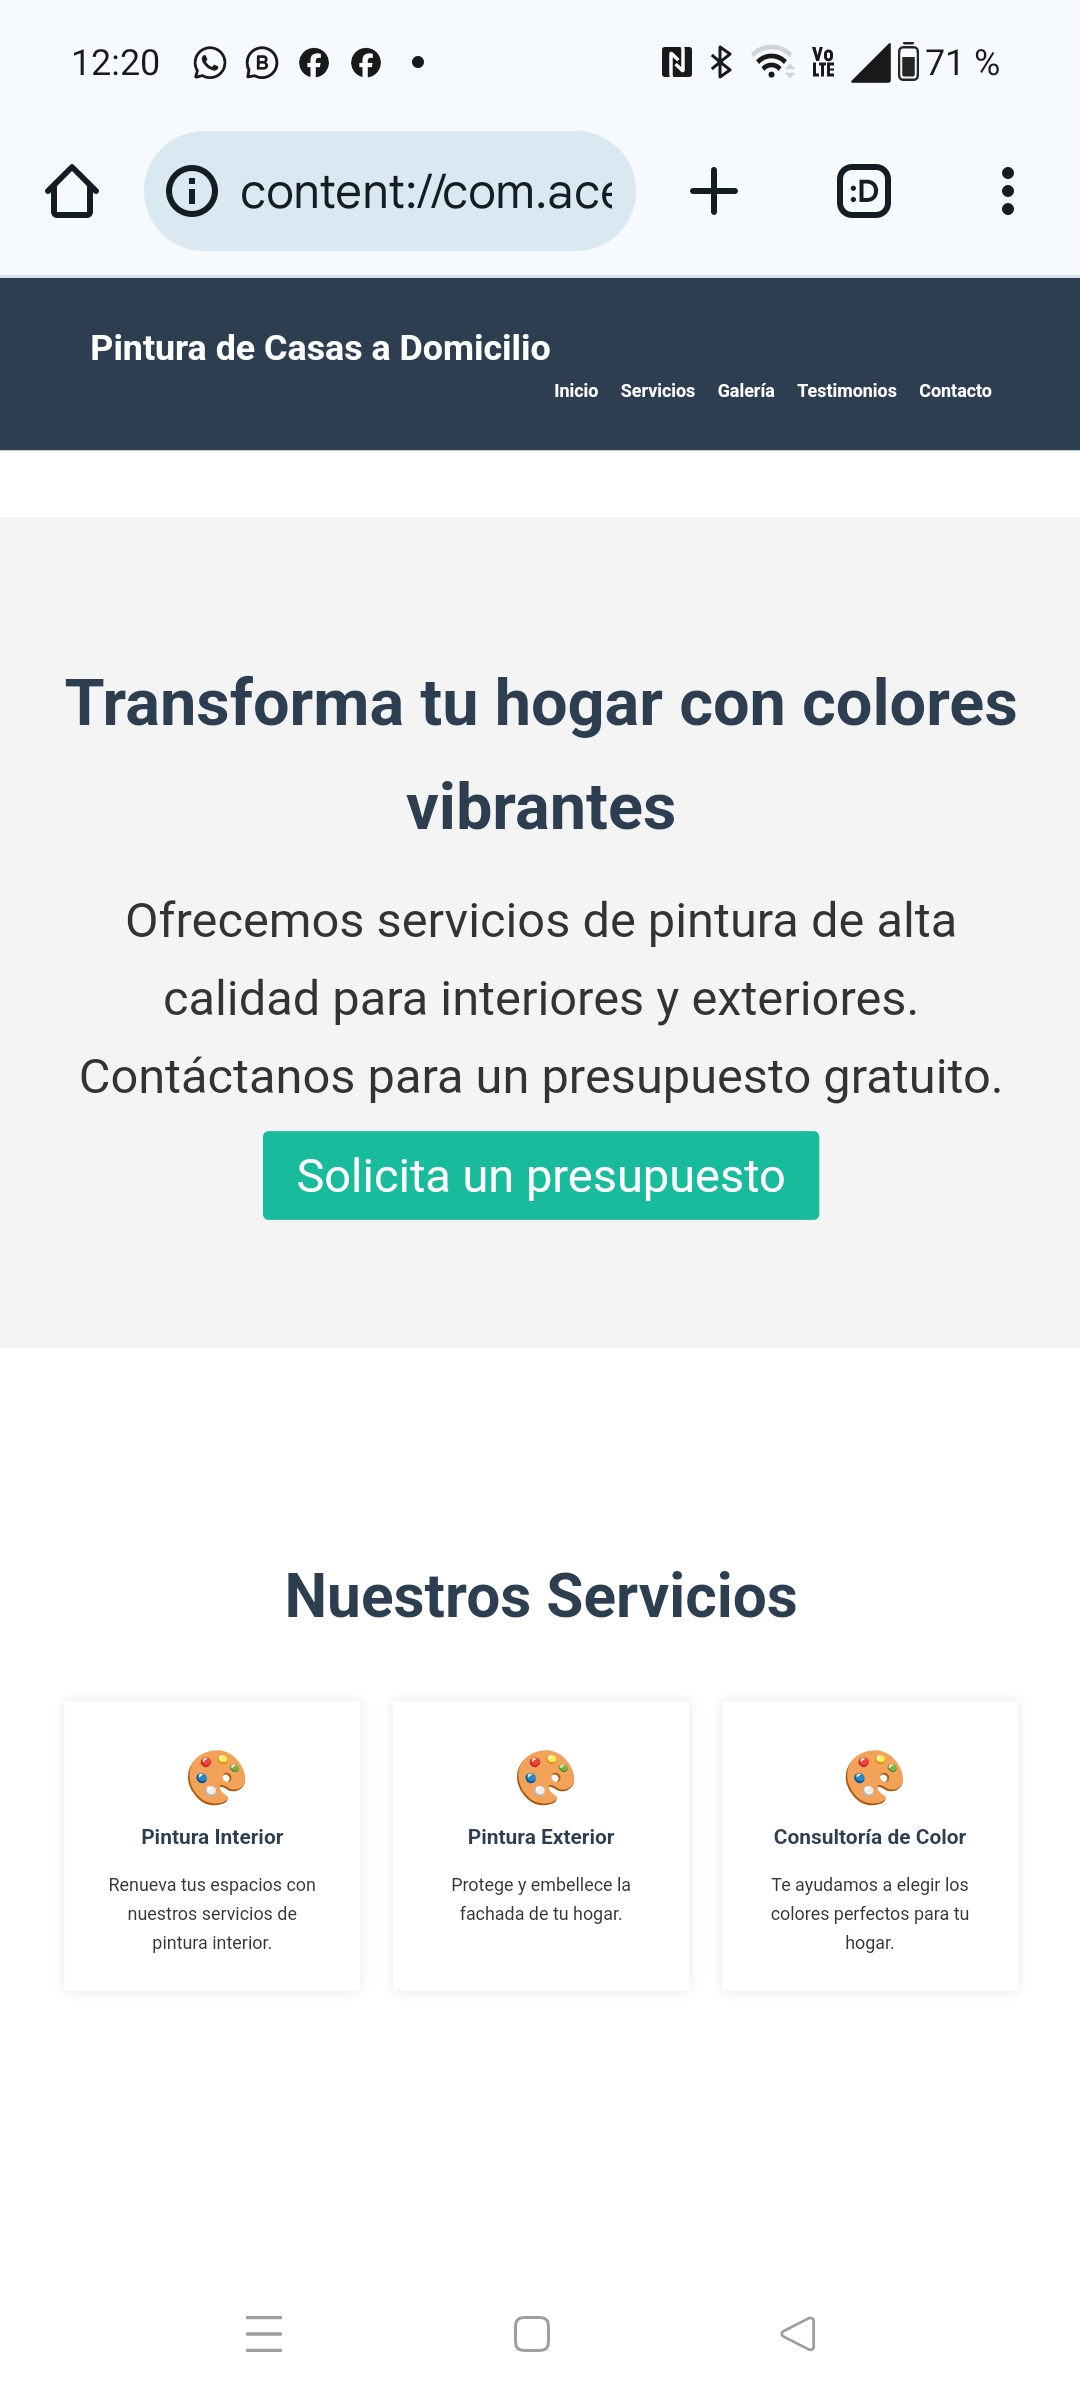 12:20
Vo
LTE
71 %
content://com.ace
:D
Pintura de Casas a Domicilio
Inicio Servicios Galería Testimonios Contacto
Transforma tu hogar con colores
vibrantes
Ofrecemos servicios de pintura de alta
calidad para interiores y exteriores.
Contáctanos para un presupuesto gratuito.
Solicita un presupuesto
Nuestros Servicios
Pintura Interior
Renueva tus espacios con
nuestros servicios de
pintura interior.
Pintura Exterior
Protege y embellece la
fachada de tu hogar.
Consultoría de Color
Te ayudamos a elegir los
colores perfectos para tu
hogar.